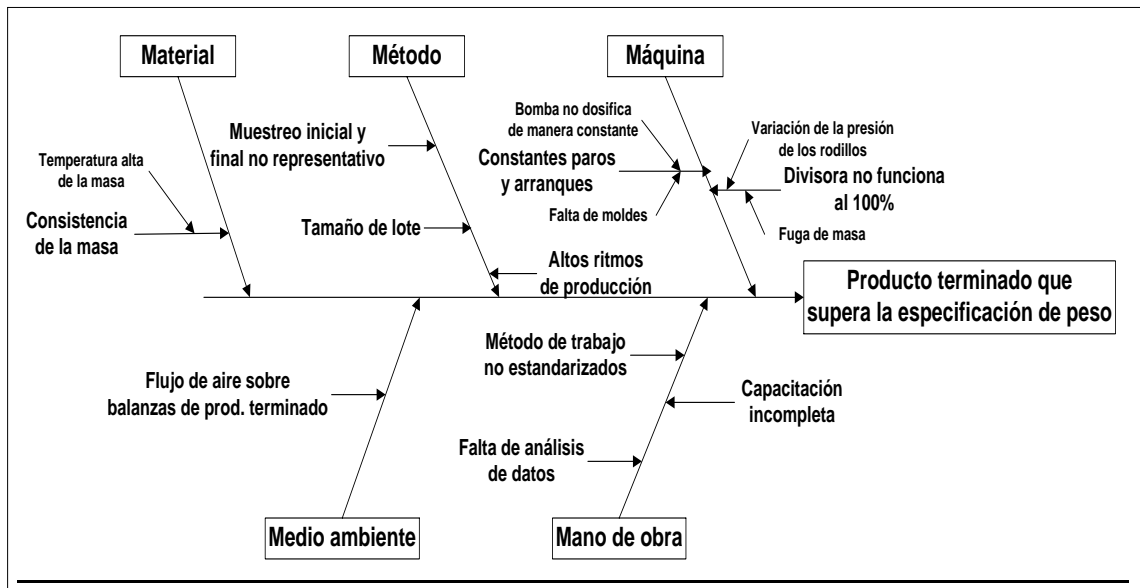 Material
Método
Máquina
Temperatura alta
de la masa
Consistencia
de la masa
Muestreo inicial y
final no representativo
Tamaño de lote
Altos ritmos
de producción
Bomba no dosifica
de manera constante
Constantes paros
y arranques
Falta de moldes
Variación de la presión
de los rodillos
Divisora no funciona
al 100%
Fuga de masa
Producto terminado que
supera la especificación de peso
Flujo de aire sobre
balanzas de prod. terminado
Método de trabajo
no estandarizados
Capacitación
incompleta
Falta de análisis
de datos
Medio ambiente
Mano de obra